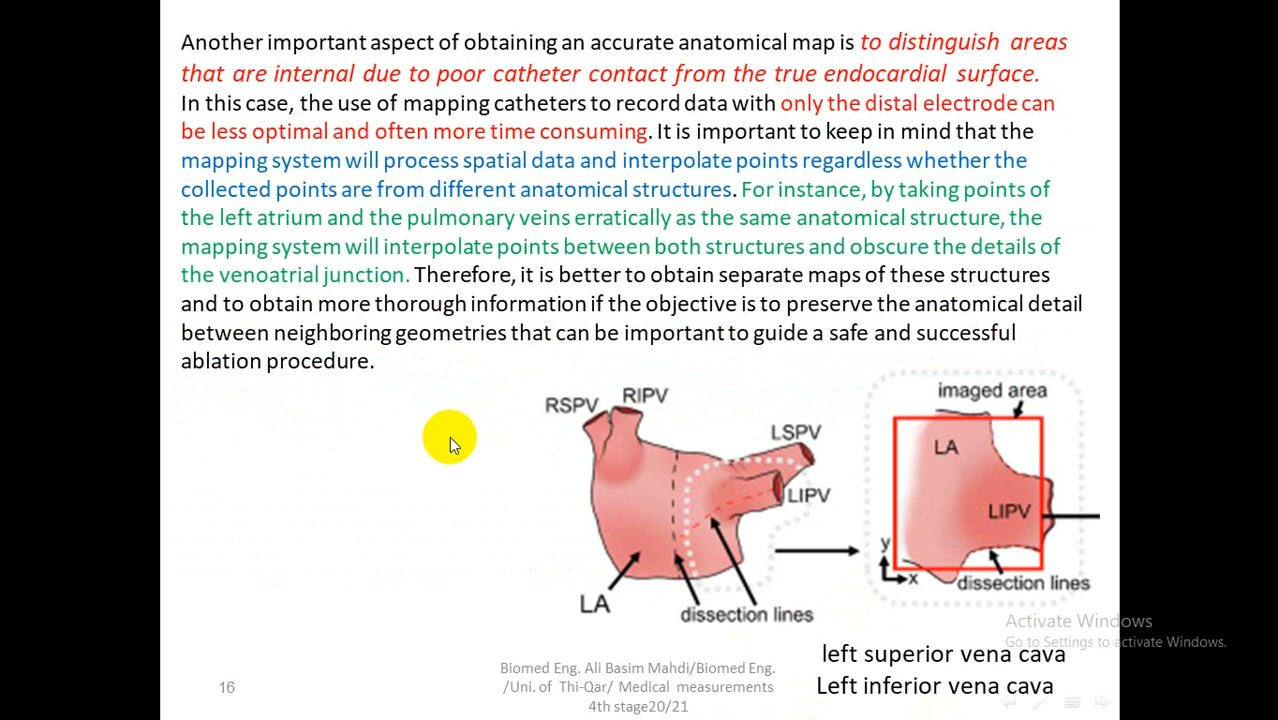 Another important aspect of obtaining an accurate anatomical map is to distinguish areas
that are internal due to poor catheter contact from the true endocardial surface.
In this case, the use of mapping catheters to record data with only the distal electrode can
be less optimal and often more time consuming. It is important to keep in mind that the
mapping system will process spatial data and interpolate points regardless whether the
collected points are from different anatomical structures. For instance, by taking points of
the left atrium and the pulmonary veins erratically as the same anatomical structure, the
mapping system will interpolate points between both structures and obscure the details of
the venoatrial junction. Therefore, it is better to obtain separate maps of these structures
and to obtain more thorough information if the objective is to preserve the anatomical detail
between neighboring geometries that can be important to guide a safe and successful
ablation procedure.
RSPV
RIPV
LSPV
LIPV
LA
dissection lines
imaged area
LA
LIPV
y
x
dissection lines
Activate Windows
Go to Settings to activate Windows.
left superior vena cava
Left inferior vena cava
16
Biomed Eng. Ali Basim Mahdi/Biomed Eng.
/Uni. of Thi-Qar/ Medical measurements
4th stage20/21